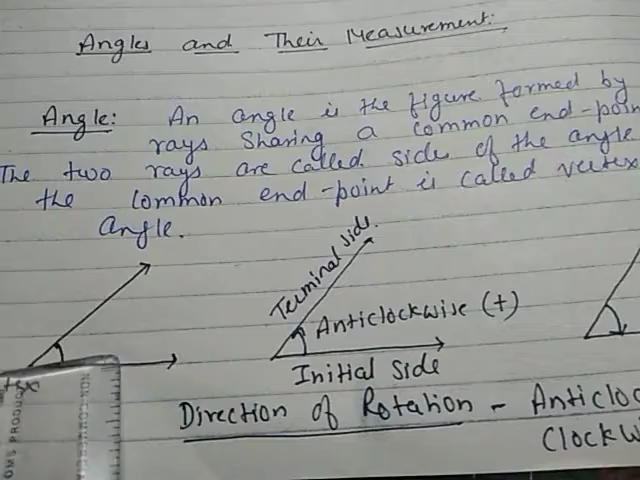 Angles and Their Measurement:
Angle: An angle is the figure formed by
rays sharing a common end-point
The two rays are called side of the angle
the common end-point is called vertex
angle.
Terminal side.
Anticlockwise (+)
Initial side
Direction of Rotation - Anticloc
Clockw